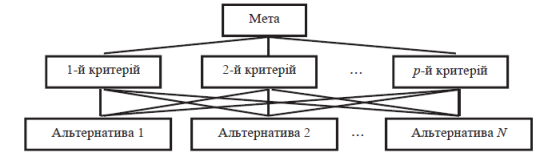 Мета
1-й критерій
2-й критерій
...
p-й критерій
Альтернатива 1
Альтернатива 2
...
Альтернатива N